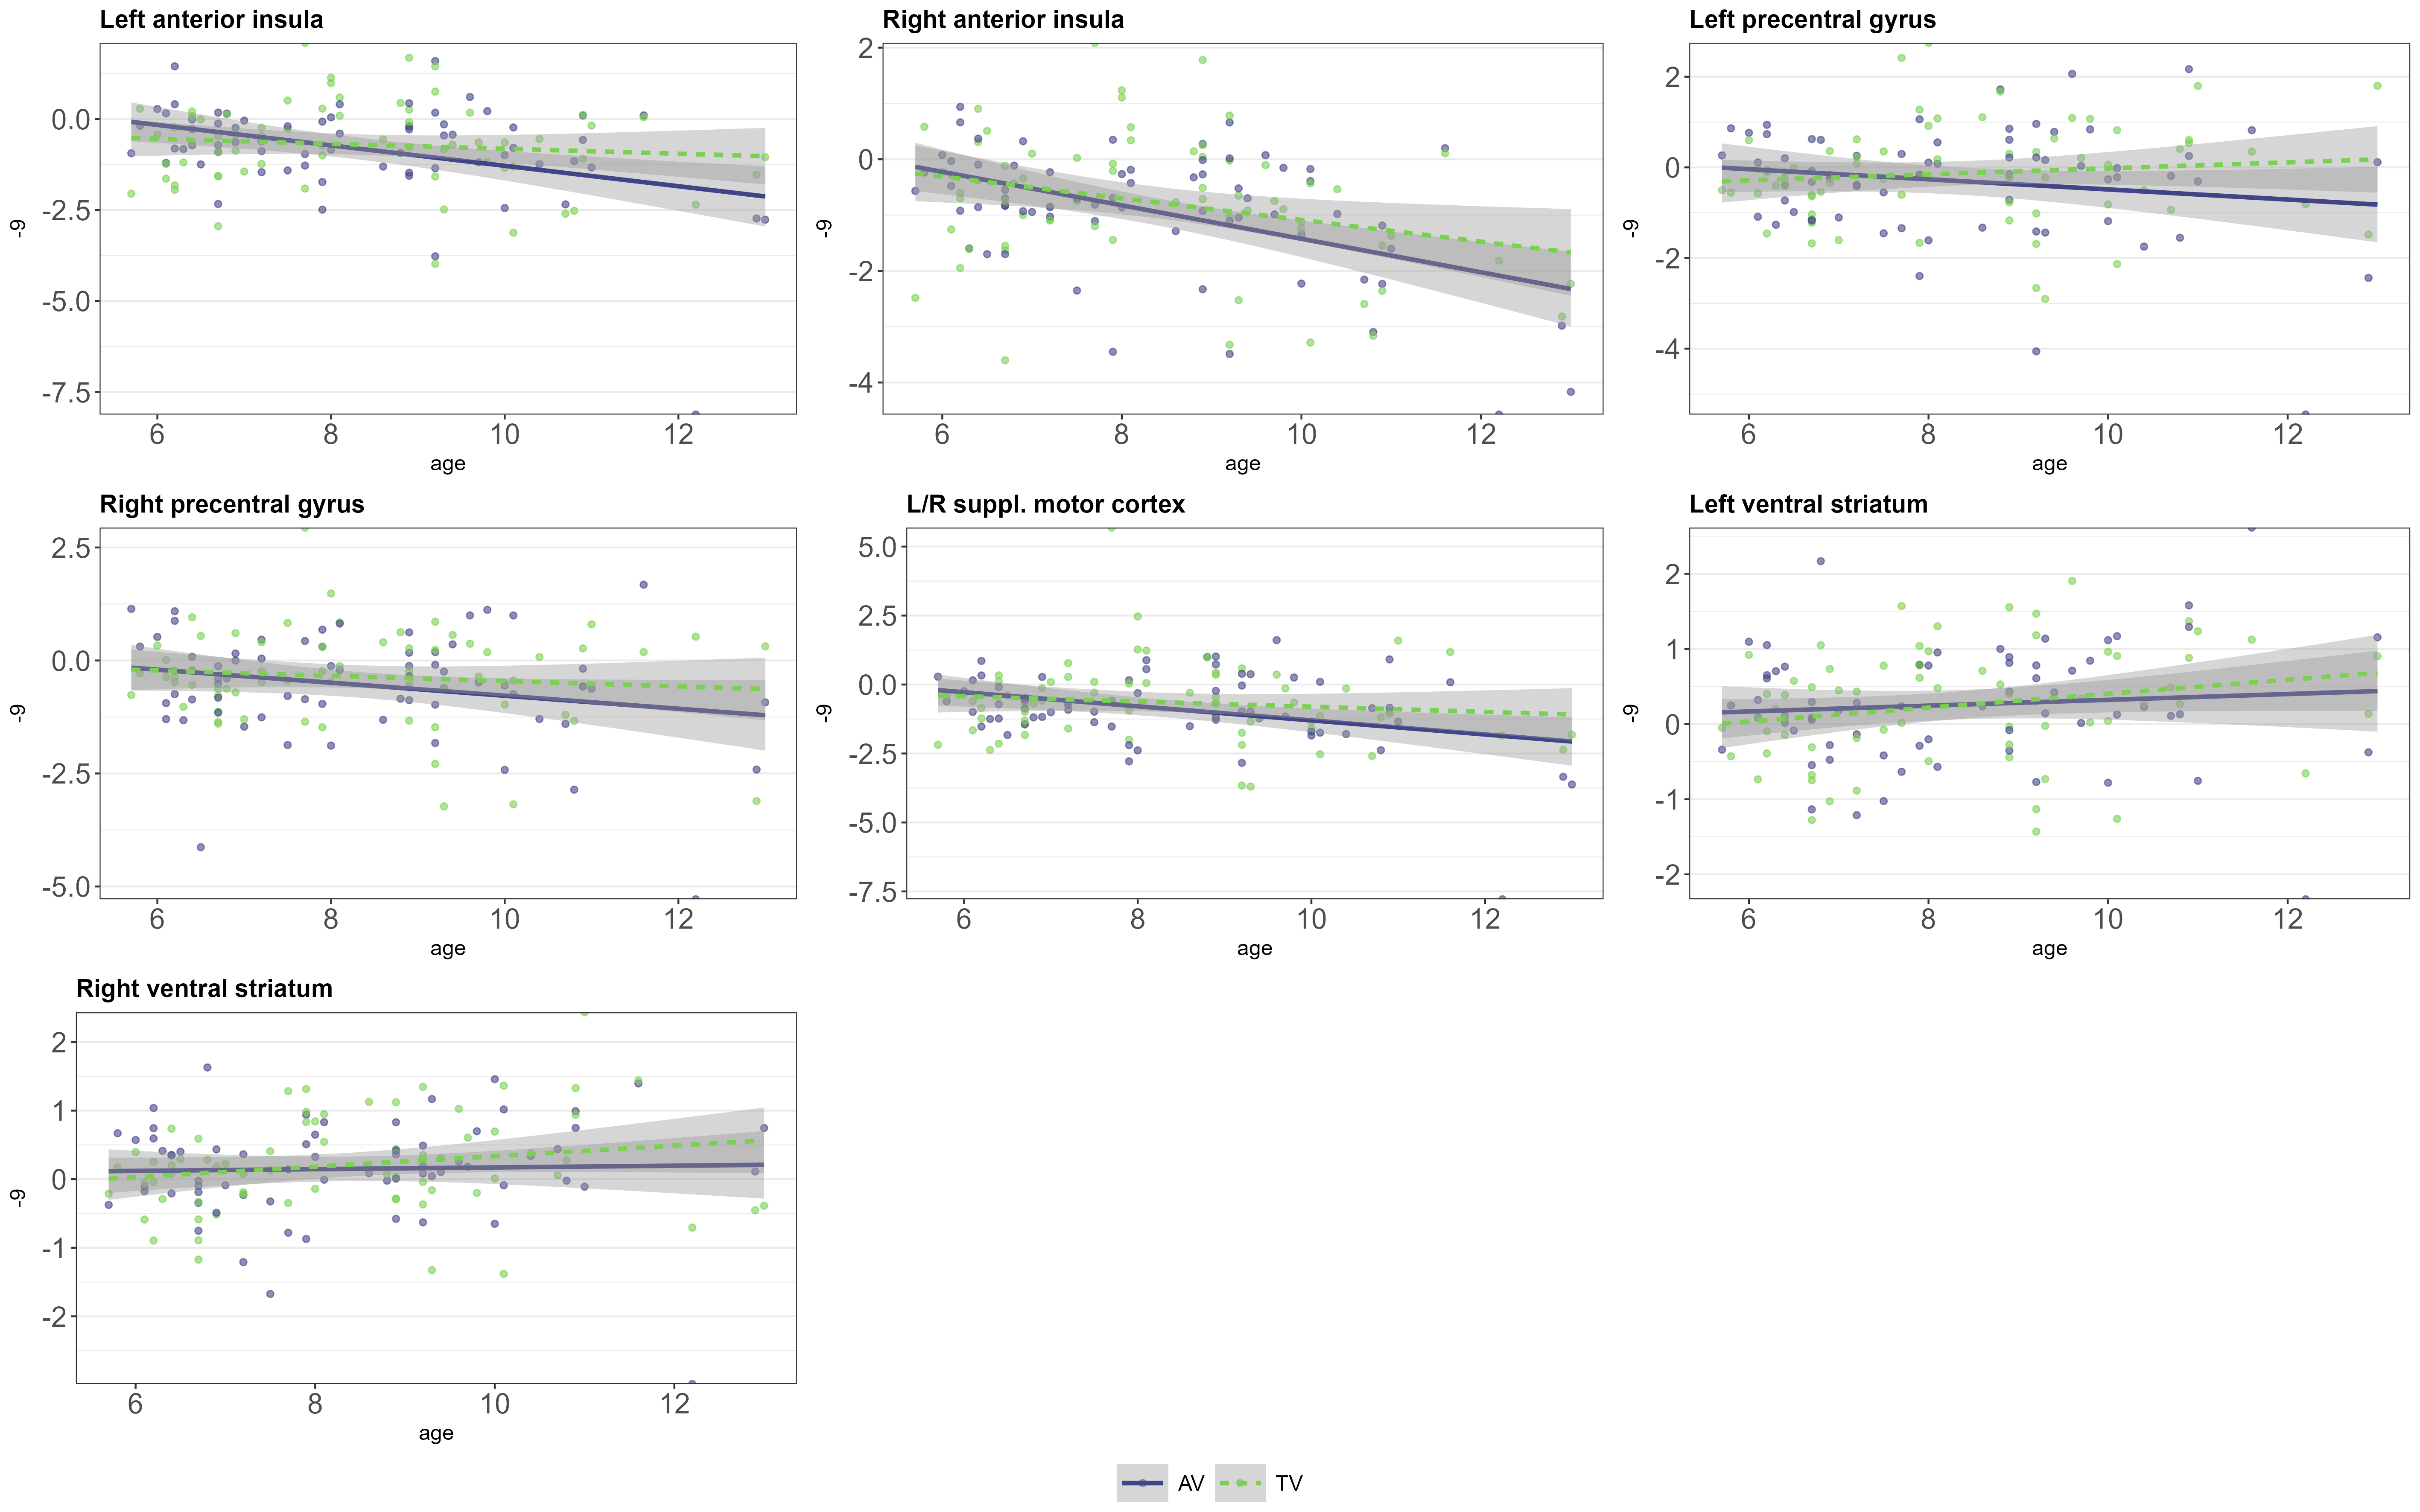 Left anterior insula
Right anterior insula
Left precentral gyrus
0.0
-2.5
-5.0
-7.5
-9
6 8 10 12
age
2
0
-2
-4
-9
6 8 10 12
age
2
0
-2
-4
-9
6 8 10 12
age
Right precentral gyrus
L/R suppl. motor cortex
Left ventral striatum
2.5
0.0
-2.5
-5.0
-9
6 8 10 12
age
5.0
2.5
0.0
-2.5
-5.0
-7.5
-9
6 8 10 12
age
2
1
0
-1
-2
-9
6 8 10 12
age
Right ventral striatum
2
1
0
-1
-2
-9
6 8 10 12
age
AV TV